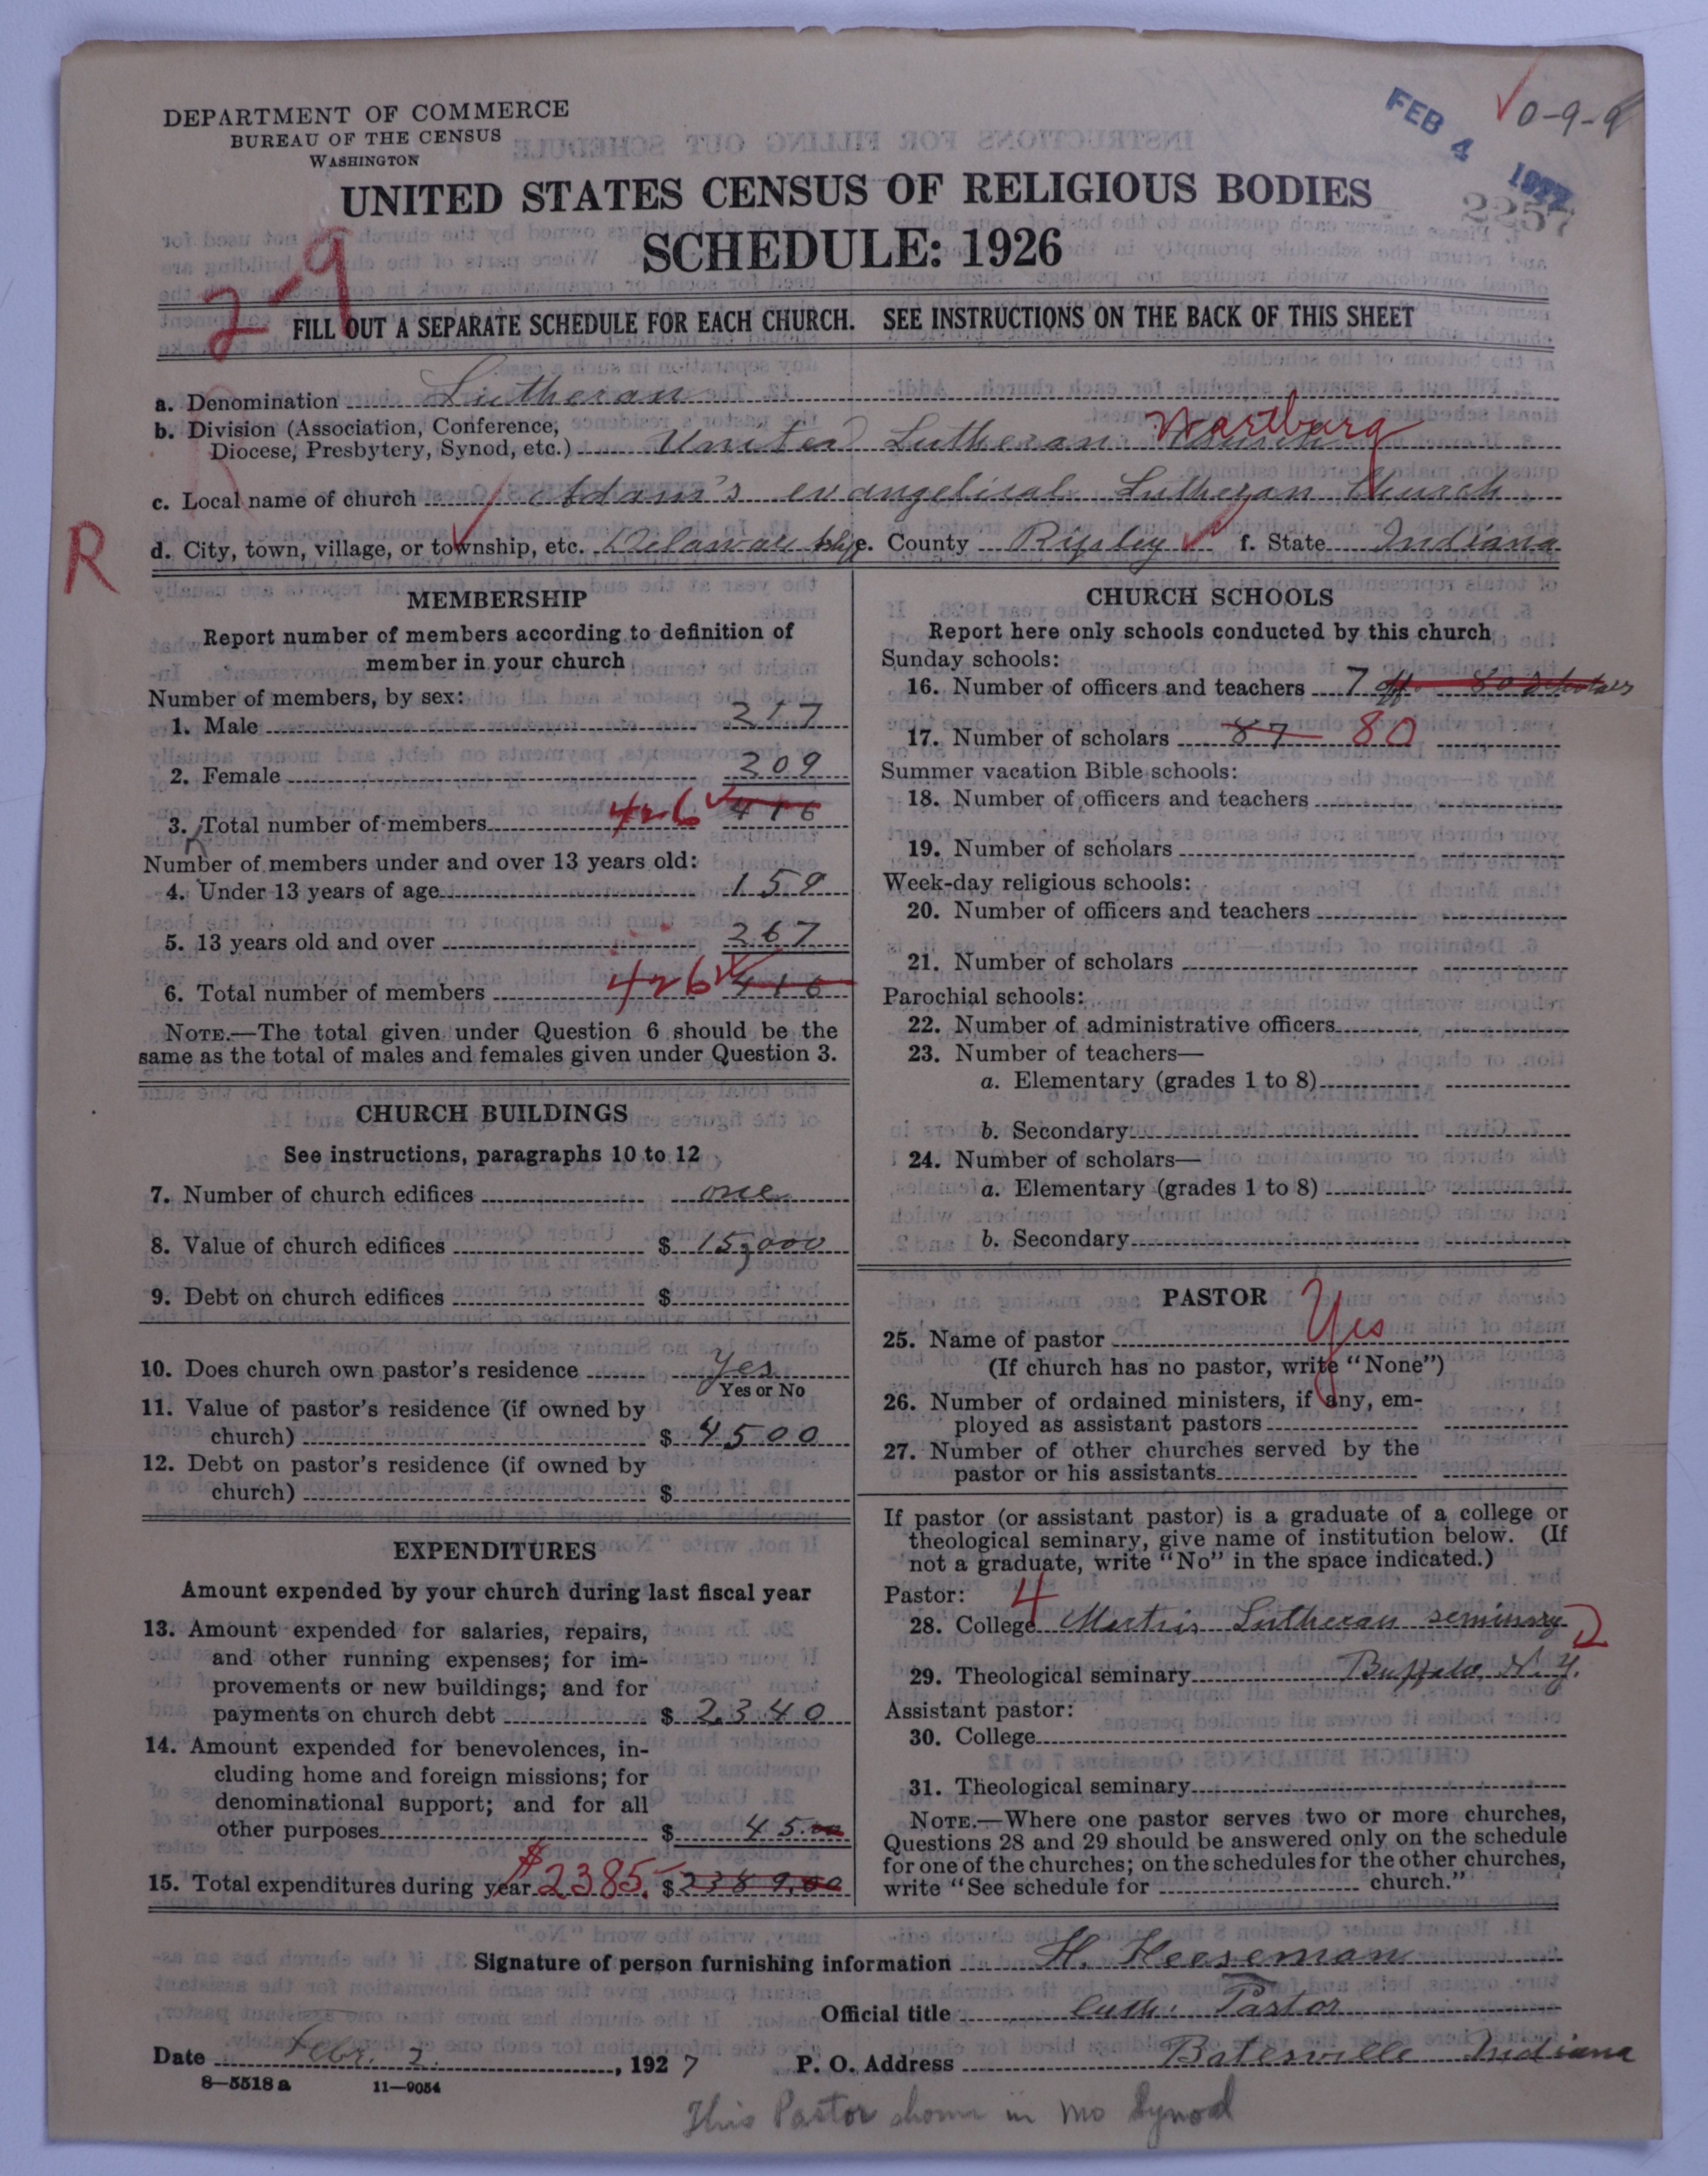 DEPARTMENT OF COMMERCE
BUREAU OF THE CENSUS
WASHINGTON
FEB 4 1927
0-9-9
2257
UNITED STATES CENSUS OF RELIGIOUS BODIES
SCHEDULE: 1926
2-9
FILL OUT A SEPARATE SCHEDULE FOR EACH CHURCH. SEE INSTRUCTIONS ON THE BACK OF THIS SHEET
a. Denomination Lutheran
b. Division (Association, Conference, Diocese, Presbytery, Synod, etc.) United Lutheran Church Wartburg
c. Local name of church Adam's evangelical Lutheran Church
R
d. City, town, village, or township, etc. Delaware twp e. County Ripley f. State Indiana
MEMBERSHIP
Report number of members according to definition of
member in your church
Number of members, by sex:
1. Male 217
2. Female 209
3. Total number of members 426 416
Number of members under and over 13 years old:
4. Under 13 years of age 159
5. 13 years old and over 267
6. Total number of members 426 416
NOTE.—The total given under Question 6 should be the
same as the total of males and females given under Question 3.
CHURCH BUILDINGS
See instructions, paragraphs 10 to 12
7. Number of church edifices one
8. Value of church edifices $ 15,000
9. Debt on church edifices $
10. Does church own pastor's residence Yes
Yes or No
11. Value of pastor's residence (if owned by
church) $ 4500
12. Debt on pastor's residence (if owned by
church) $
EXPENDITURES
Amount expended by your church during last fiscal year
13. Amount expended for salaries, repairs,
and other running expenses; for im-
provements or new buildings; and for
payments on church debt $ 2340
14. Amount expended for benevolences, in-
cluding home and foreign missions; for
denominational support; and for all
other purposes $ 45.00
15. Total expenditures during year $2385. $2389.00
CHURCH SCHOOLS
Report here only schools conducted by this church
Sunday schools:
16. Number of officers and teachers 7 off 80 scholars
17. Number of scholars 87 80
Summer vacation Bible schools:
18. Number of officers and teachers
19. Number of scholars
Week-day religious schools:
20. Number of officers and teachers
21. Number of scholars
Parochial schools:
22. Number of administrative officers
23. Number of teachers—
a. Elementary (grades 1 to 8)
b. Secondary
24. Number of scholars—
a. Elementary (grades 1 to 8)
b. Secondary
PASTOR
25. Name of pastor Yes
(If church has no pastor, write "None")
26. Number of ordained ministers, if any, em-
ployed as assistant pastors
27. Number of other churches served by the
pastor or his assistants
If pastor (or assistant pastor) is a graduate of a college or
theological seminary, give name of institution below. (If
not a graduate, write "No" in the space indicated.)
Pastor: 4
28. College Martin Lutheran seminary
29. Theological seminary Buffalo, N.Y.
Assistant pastor:
30. College
31. Theological seminary
NOTE.—Where one pastor serves two or more churches,
Questions 28 and 29 should be answered only on the schedule
for one of the churches; on the schedules for the other churches,
write "See schedule for church."
Signature of person furnishing information H. Heeseman
Official title Luth. Pastor
Date Febr. 2. , 1927 P. O. Address Batesville Indiana
8—5518 a 11—9054
This Pastor shown in Mo Synod